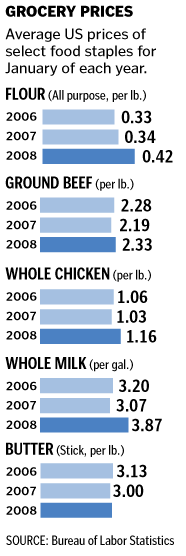 GROCERY PRICES
Average US prices of
select food staples for
January of each year.
FLOUR (All purpose, per lb.)
2006 0.33
2007 0.34
2008 0.42
GROUND BEEF (per lb.)
2006 2.28
2007 2.19
2008 2.33
WHOLE CHICKEN (per lb.)
2006 1.06
2007 1.03
2008 1.16
WHOLE MILK (per gal.)
2006 3.20
2007 3.07
2008 3.87
BUTTER (Stick, per lb.)
2006 3.13
2007 3.00
2008
SOURCE: Bureau of Labor Statistics